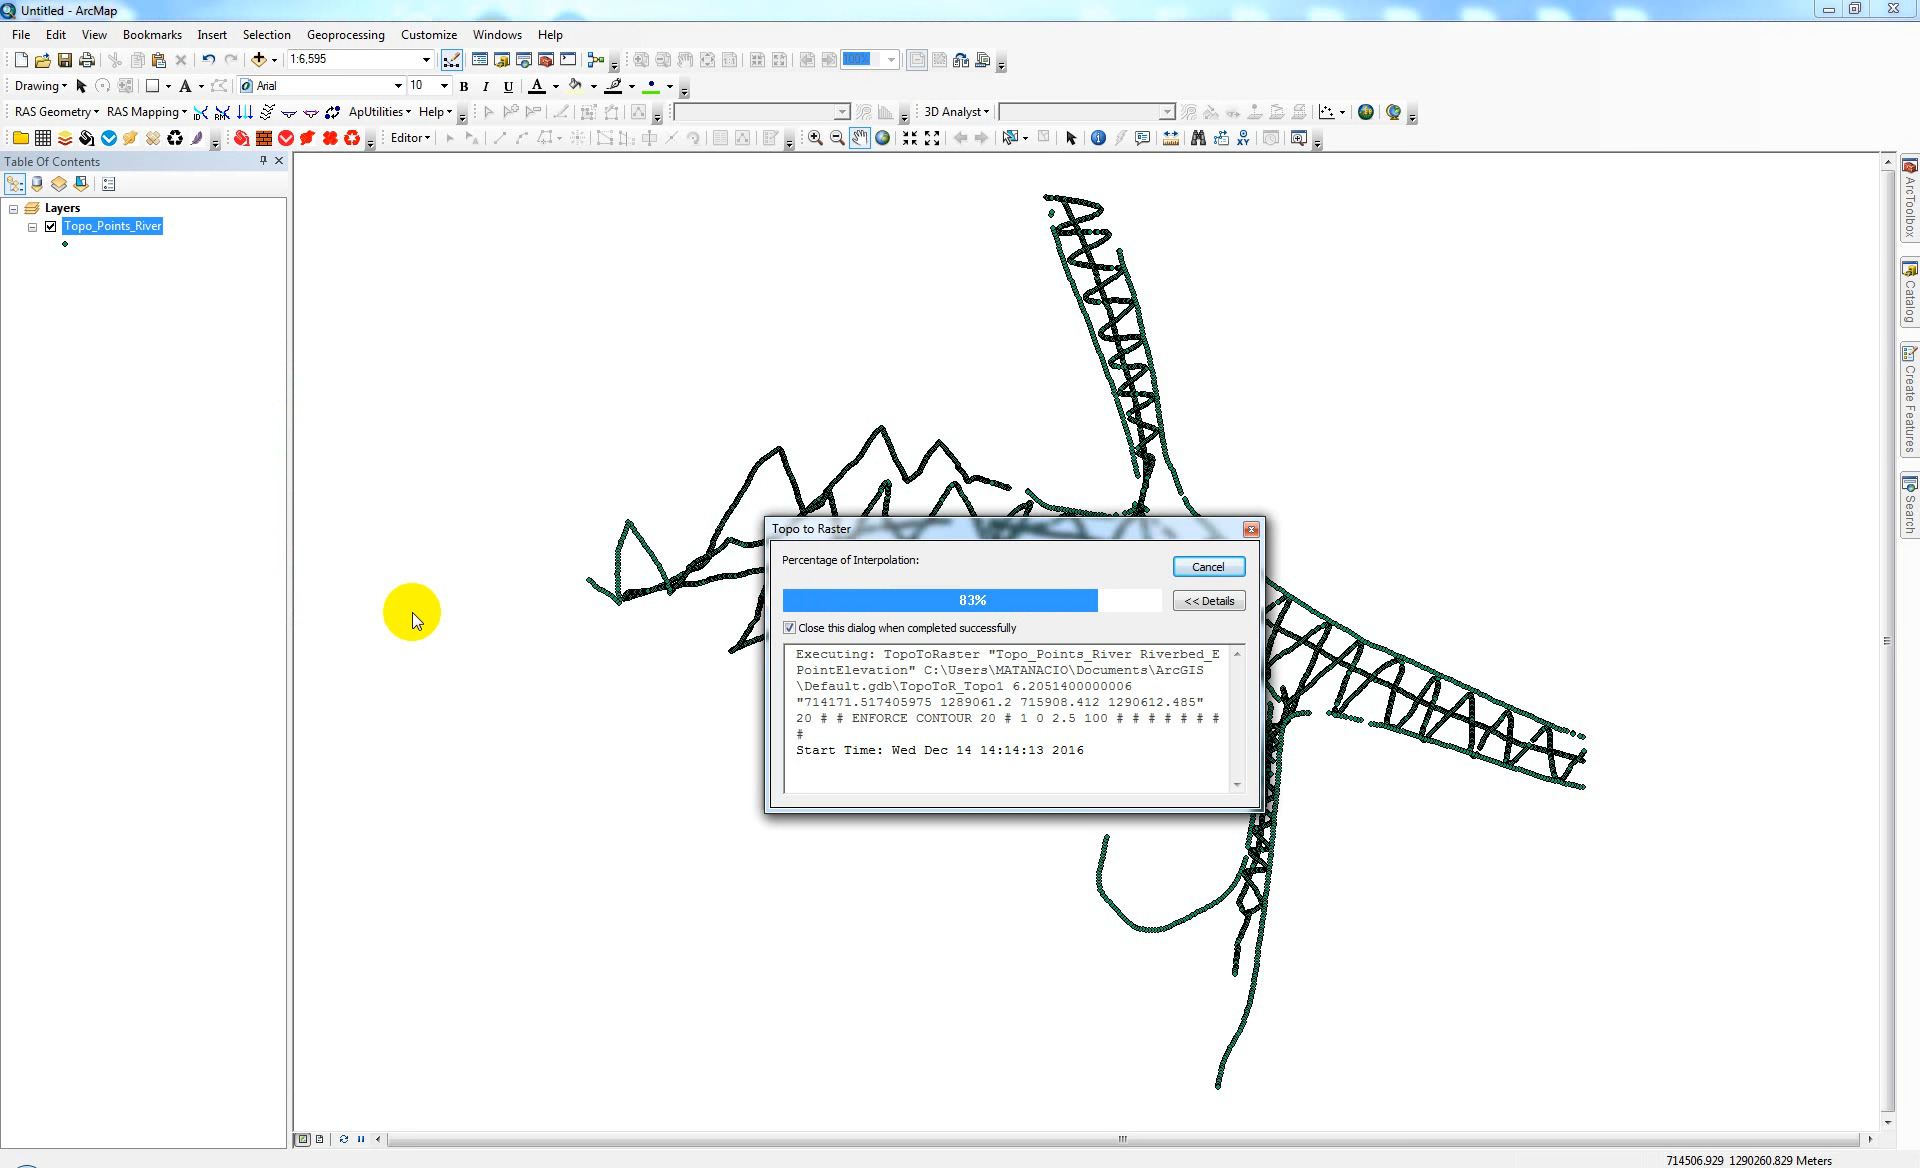 Untitled - ArcMap
File Edit View Bookmarks Insert Selection Geoprocessing Customize Windows Help
1:6,595 100%
Drawing Arial 10 B I U A
RAS Geometry RAS Mapping ApUtilities Help 3D Analyst
Editor
Table Of Contents
Layers
Topo_Points_River
ArcToolbox
Catalog
Create Features
Search
Topo to Raster
Percentage of Interpolation:
Cancel
83%
<< Details
Close this dialog when completed successfully
Executing: TopoToRaster "Topo_Points_River Riverbed_E
PointElevation" C:\Users\MATANACIO\Documents\ArcGIS
\Default.gdb\TopoToR_Topo1 6.2051400000006
"714171.517405975 1289061.2 715908.412 1290612.485"
20 # # ENFORCE CONTOUR 20 # 1 0 2.5 100 # # # # # # #
#
Start Time: Wed Dec 14 14:14:13 2016
714506.929 1290260.829 Meters